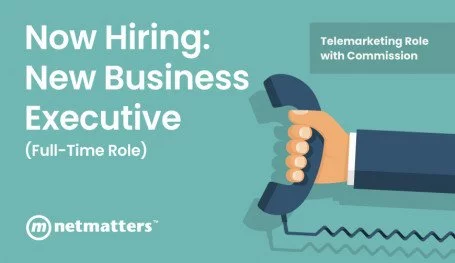 Now Hiring:
New Business
Executive
(Full-Time Role)
Telemarketing Role
with Commission
m netmatters™